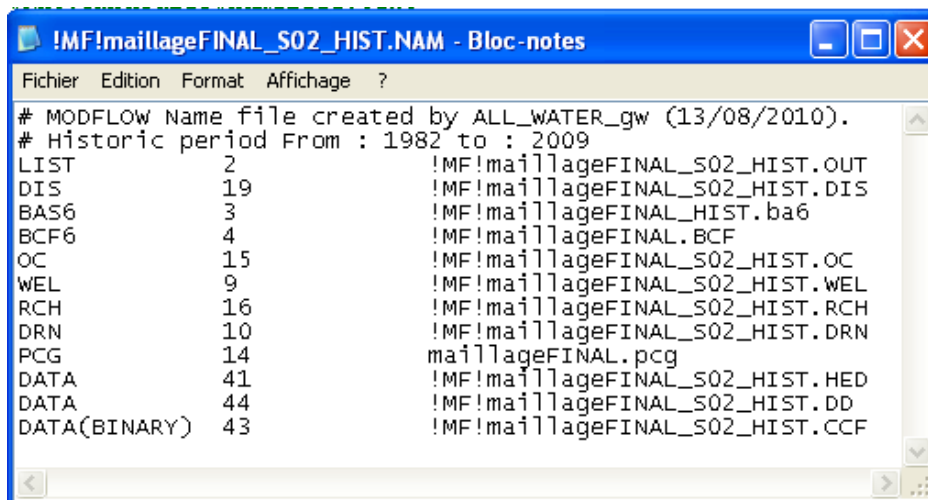 !MF!maillageFINAL_S02_HIST.NAM - Bloc-notes
Fichier Edition Format Affichage ?
# MODFLOW Name file created by ALL_WATER_gw (13/08/2010).
# Historic period From : 1982 to : 2009
LIST 2 !MF!maillageFINAL_S02_HIST.OUT
DIS 19 !MF!maillageFINAL_S02_HIST.DIS
BAS6 3 !MF!maillageFINAL_HIST.ba6
BCF6 4 !MF!maillageFINAL.BCF
OC 15 !MF!maillageFINAL_S02_HIST.OC
WEL 9 !MF!maillageFINAL_S02_HIST.WEL
RCH 16 !MF!maillageFINAL_S02_HIST.RCH
DRN 10 !MF!maillageFINAL_S02_HIST.DRN
PCG 14 maillageFINAL.pcg
DATA 41 !MF!maillageFINAL_S02_HIST.HED
DATA 44 !MF!maillageFINAL_S02_HIST.DD
DATA(BINARY) 43 !MF!maillageFINAL_S02_HIST.CCF